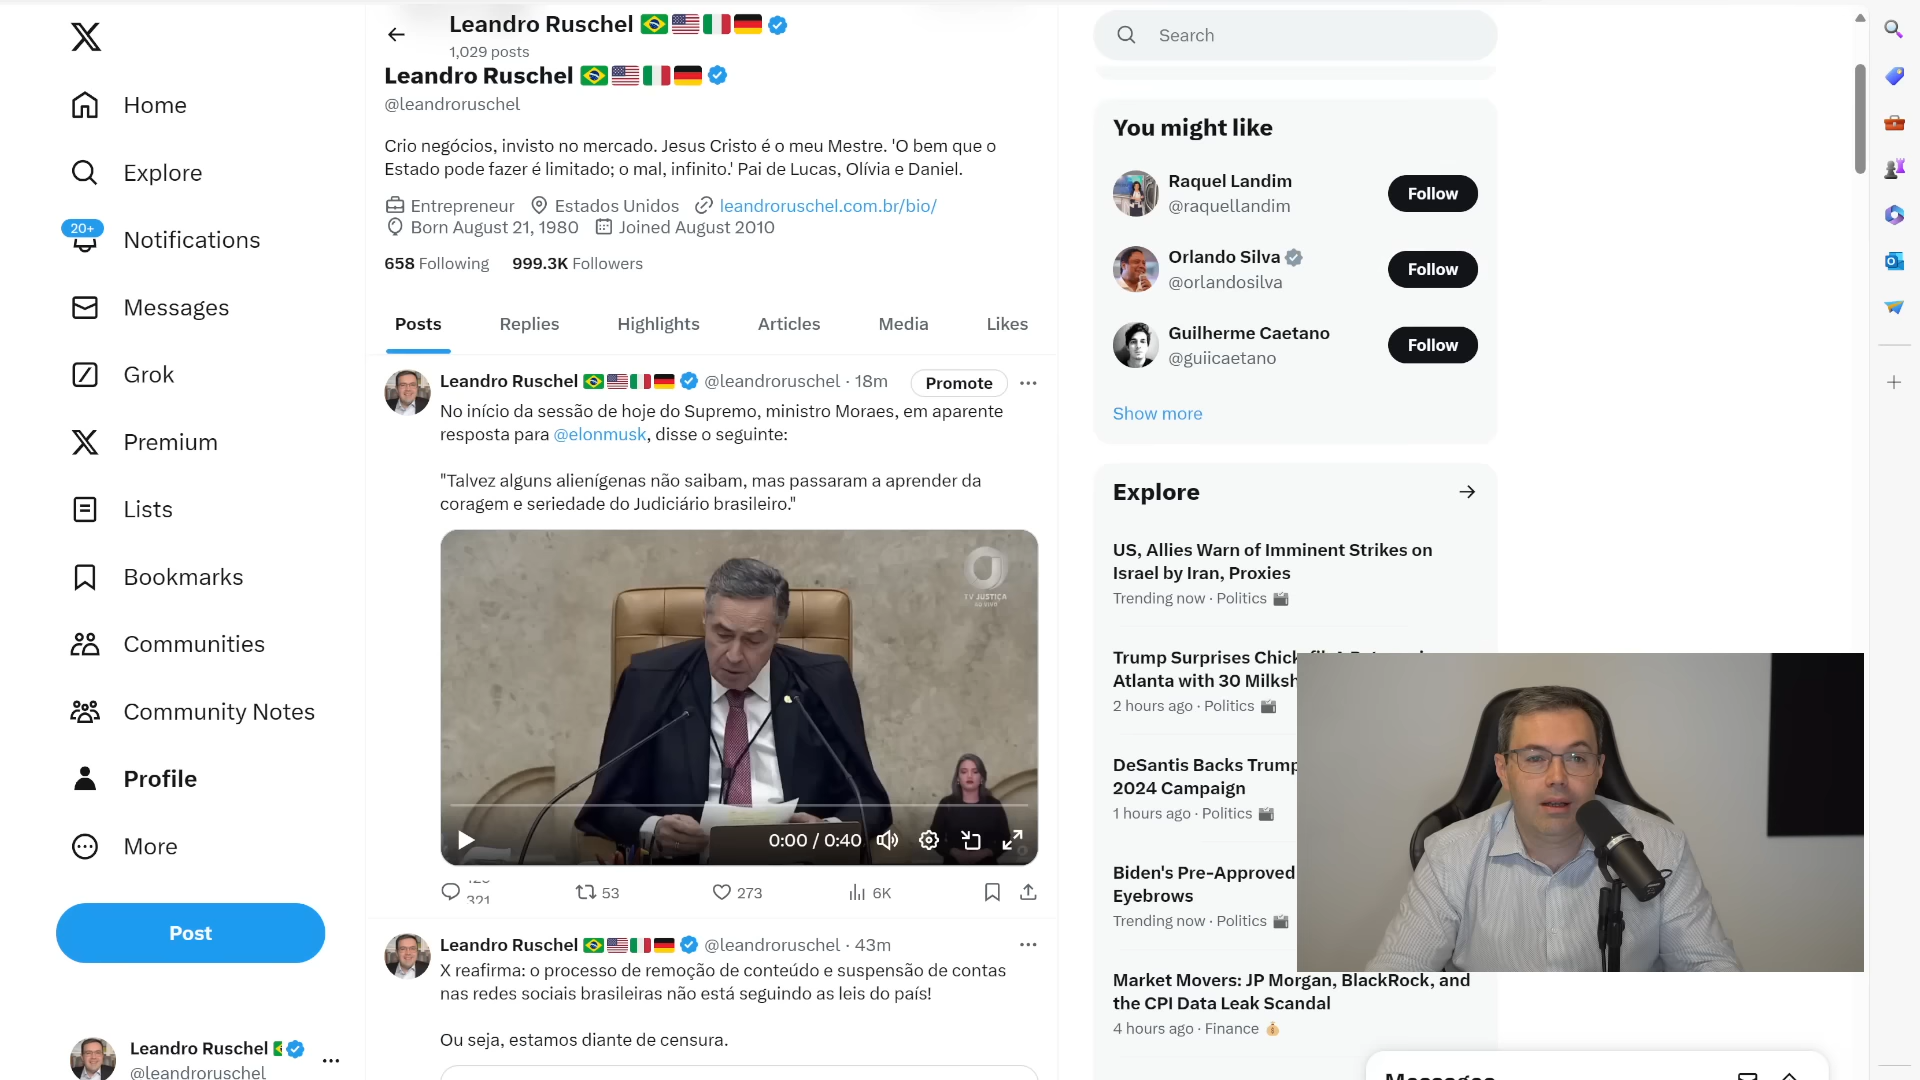 Leandro Ruschel
1,029 posts
Leandro Ruschel
@leandroruschel
Crio negócios, invisto no mercado. Jesus Cristo é o meu Mestre. 'O bem que o
Estado pode fazer é limitado; o mal, infinito.' Pai de Lucas, Olívia e Daniel.
Entrepreneur Estados Unidos leandroruschel.com.br/bio/
Born August 21, 1980 Joined August 2010
658 Following 999.3K Followers
Posts Replies Highlights Articles Media Likes
Home
Explore
20+
Notifications
Messages
Grok
Premium
Lists
Bookmarks
Communities
Community Notes
Profile
More
Post
Leandro Ruschel
@leandroruschel
Leandro Ruschel @leandroruschel · 18m Promote
No início da sessão de hoje do Supremo, ministro Moraes, em aparente
resposta para @elonmusk, disse o seguinte:
"Talvez alguns alienígenas não saibam, mas passaram a aprender da
coragem e seriedade do Judiciário brasileiro."
TV JUSTIÇA
AO VIVO
0:00 / 0:40
321 53 273 6K
Leandro Ruschel @leandroruschel · 43m
X reafirma: o processo de remoção de conteúdo e suspensão de contas
nas redes sociais brasileiras não está seguindo as leis do país!
Ou seja, estamos diante de censura.
Search
You might like
Raquel Landim
@raquellandim
Follow
Orlando Silva
@orlandosilva
Follow
Guilherme Caetano
@guiicaetano
Follow
Show more
Explore
US, Allies Warn of Imminent Strikes on
Israel by Iran, Proxies
Trending now · Politics
Trump Surprises
Atlanta with 30
2 hours ago · Politics
DeSantis Backs Trump
2024 Campaign
1 hours ago · Politics
Biden's Pre-Approved
Eyebrows
Trending now · Politics
Market Movers: JP Morgan, BlackRock, and
the CPI Data Leak Scandal
4 hours ago · Finance
Messages